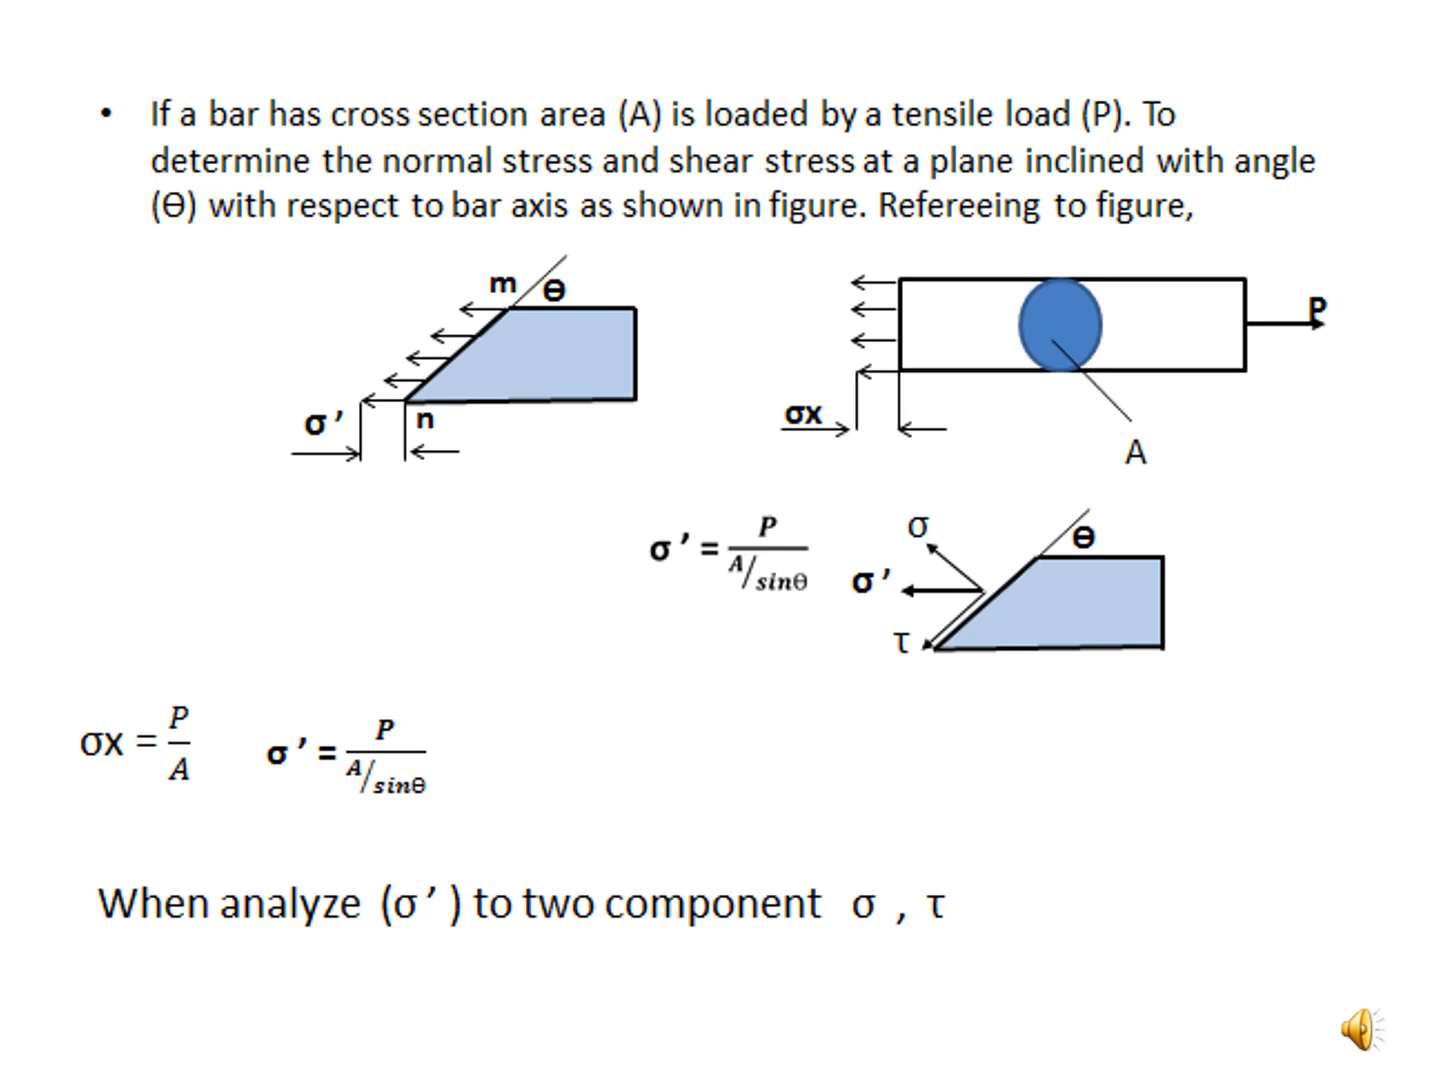 • If a bar has cross section area (A) is loaded by a tensile load (P). To
determine the normal stress and shear stress at a plane inclined with angle
(Ɵ) with respect to bar axis as shown in figure. Refereeing to figure,
m
Ɵ
σ ’
n
P
σx
A
σ ’ = P / A/sinθ
σ
Ɵ
σ ’
τ
σx = P / A
σ ’ = P / A/sinθ
When analyze (σ ’ ) to two component σ , τ